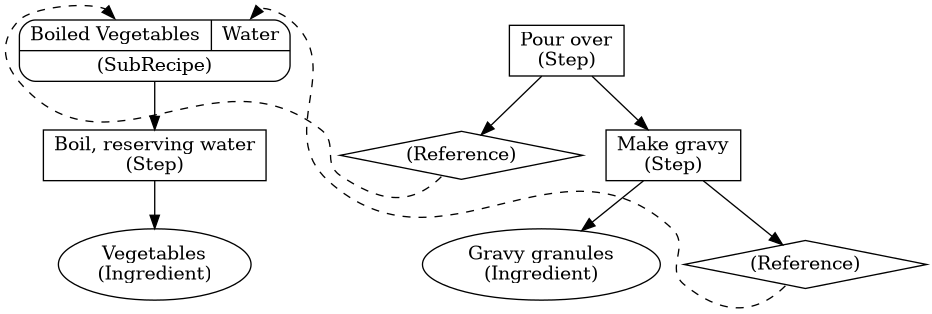 Boiled Vegetables
Water
(SubRecipe)
Pour over
(Step)
Boil, reserving water
(Step)
(Reference)
Make gravy
(Step)
Vegetables
(Ingredient)
Gravy granules
(Ingredient)
(Reference)